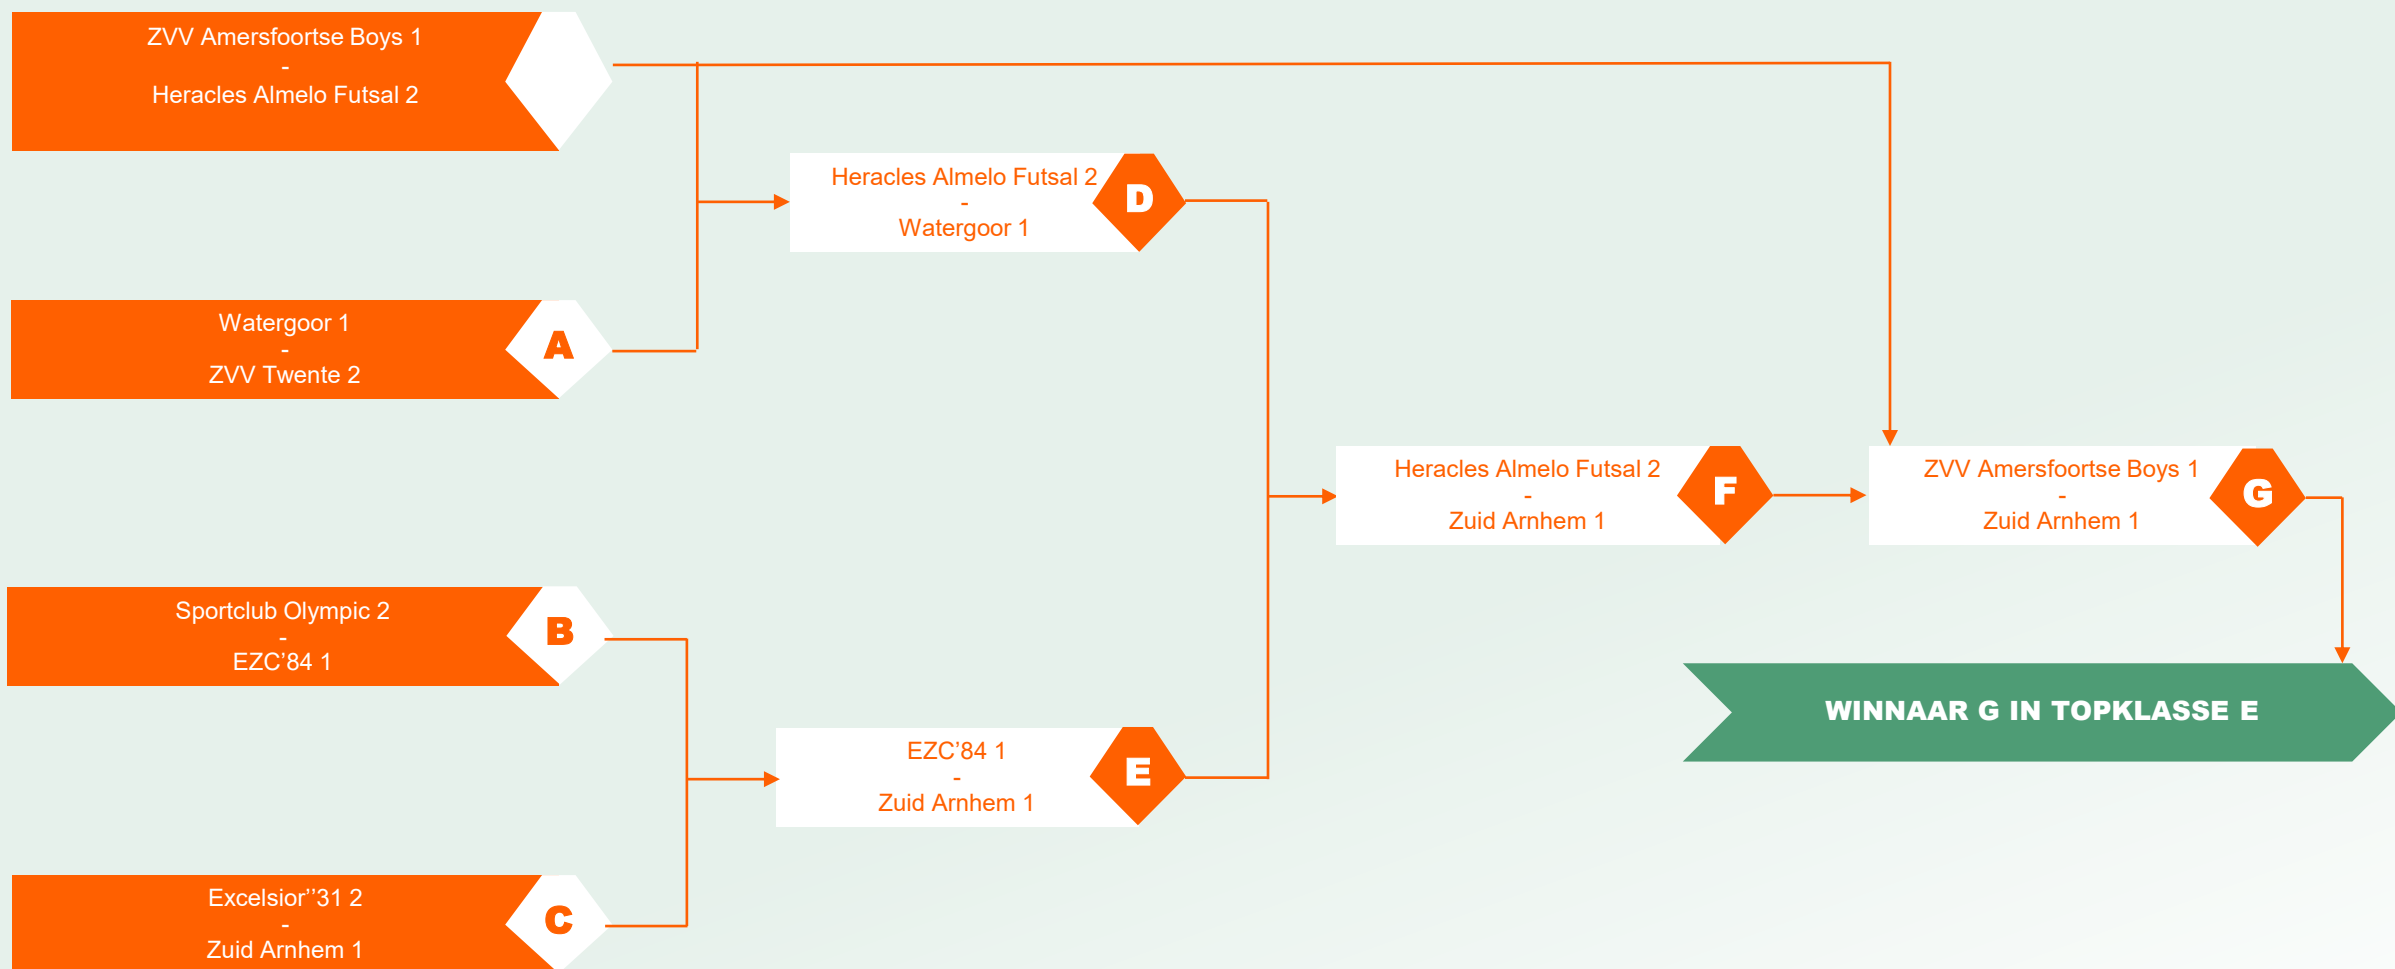 ZVV Amersfoortse Boys 1
-
Heracles Almelo Futsal 2
Heracles Almelo Futsal 2
-
Watergoor 1
D
Watergoor 1
-
ZVV Twente 2
A
Heracles Almelo Futsal 2
-
Zuid Arnhem 1
F
ZVV Amersfoortse Boys 1
-
Zuid Arnhem 1
G
Sportclub Olympic 2
-
EZC’84 1
B
WINNAAR G IN TOPKLASSE E
EZC’84 1
-
Zuid Arnhem 1
E
Excelsior’’31 2
-
Zuid Arnhem 1
C